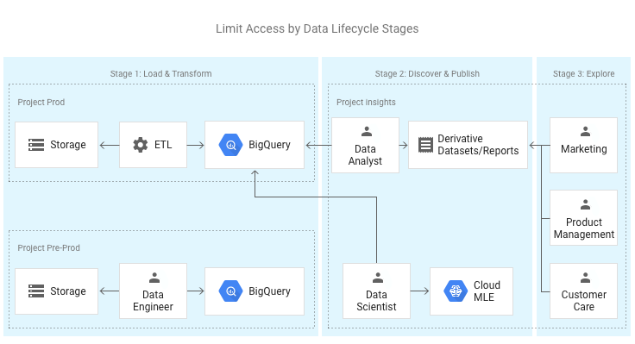 Limit Access by Data Lifecycle Stages
Stage 1: Load & Transform
Stage 2: Discover & Publish
Stage 3: Explore
Project Prod
Project insights
Storage
ETL
BigQuery
Data
Analyst
Derivative
Datasets/Reports
Marketing
Product
Management
Project Pre-Prod
Storage
Data
Engineer
BigQuery
Data
Scientist
Cloud
MLE
Customer
Care